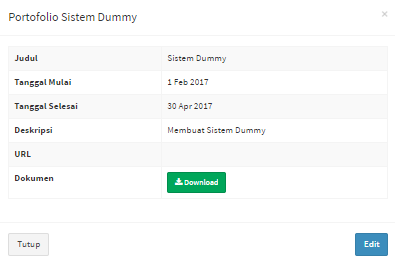 Portofolio Sistem Dummy ×
Judul Sistem Dummy
Tanggal Mulai 1 Feb 2017
Tanggal Selesai 30 Apr 2017
Deskripsi Membuat Sistem Dummy
URL
Dokumen Download
Tutup Edit